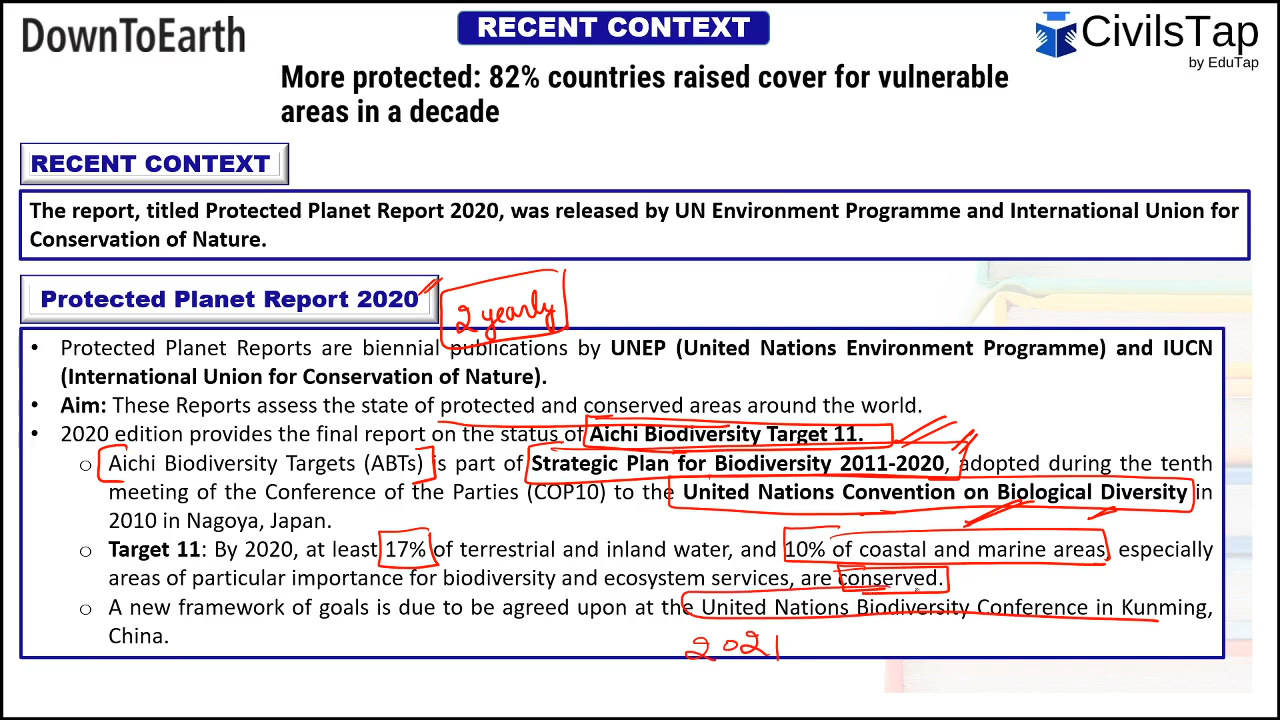 DownToEarth
RECENT CONTEXT
CivilsTap
by EduTap
More protected: 82% countries raised cover for vulnerable
areas in a decade
RECENT CONTEXT
The report, titled Protected Planet Report 2020, was released by UN Environment Programme and International Union for
Conservation of Nature.
Protected Planet Report 2020
2 yearly
• Protected Planet Reports are biennial publications by UNEP (United Nations Environment Programme) and IUCN
(International Union for Conservation of Nature).
• Aim: These Reports assess the state of protected and conserved areas around the world.
• 2020 edition provides the final report on the status of Aichi Biodiversity Target 11.
o Aichi Biodiversity Targets (ABTs) is part of Strategic Plan for Biodiversity 2011-2020, adopted during the tenth
meeting of the Conference of the Parties (COP10) to the United Nations Convention on Biological Diversity in
2010 in Nagoya, Japan.
o Target 11: By 2020, at least 17% of terrestrial and inland water, and 10% of coastal and marine areas, especially
areas of particular importance for biodiversity and ecosystem services, are conserved.
o A new framework of goals is due to be agreed upon at the United Nations Biodiversity Conference in Kunming,
China.
2021